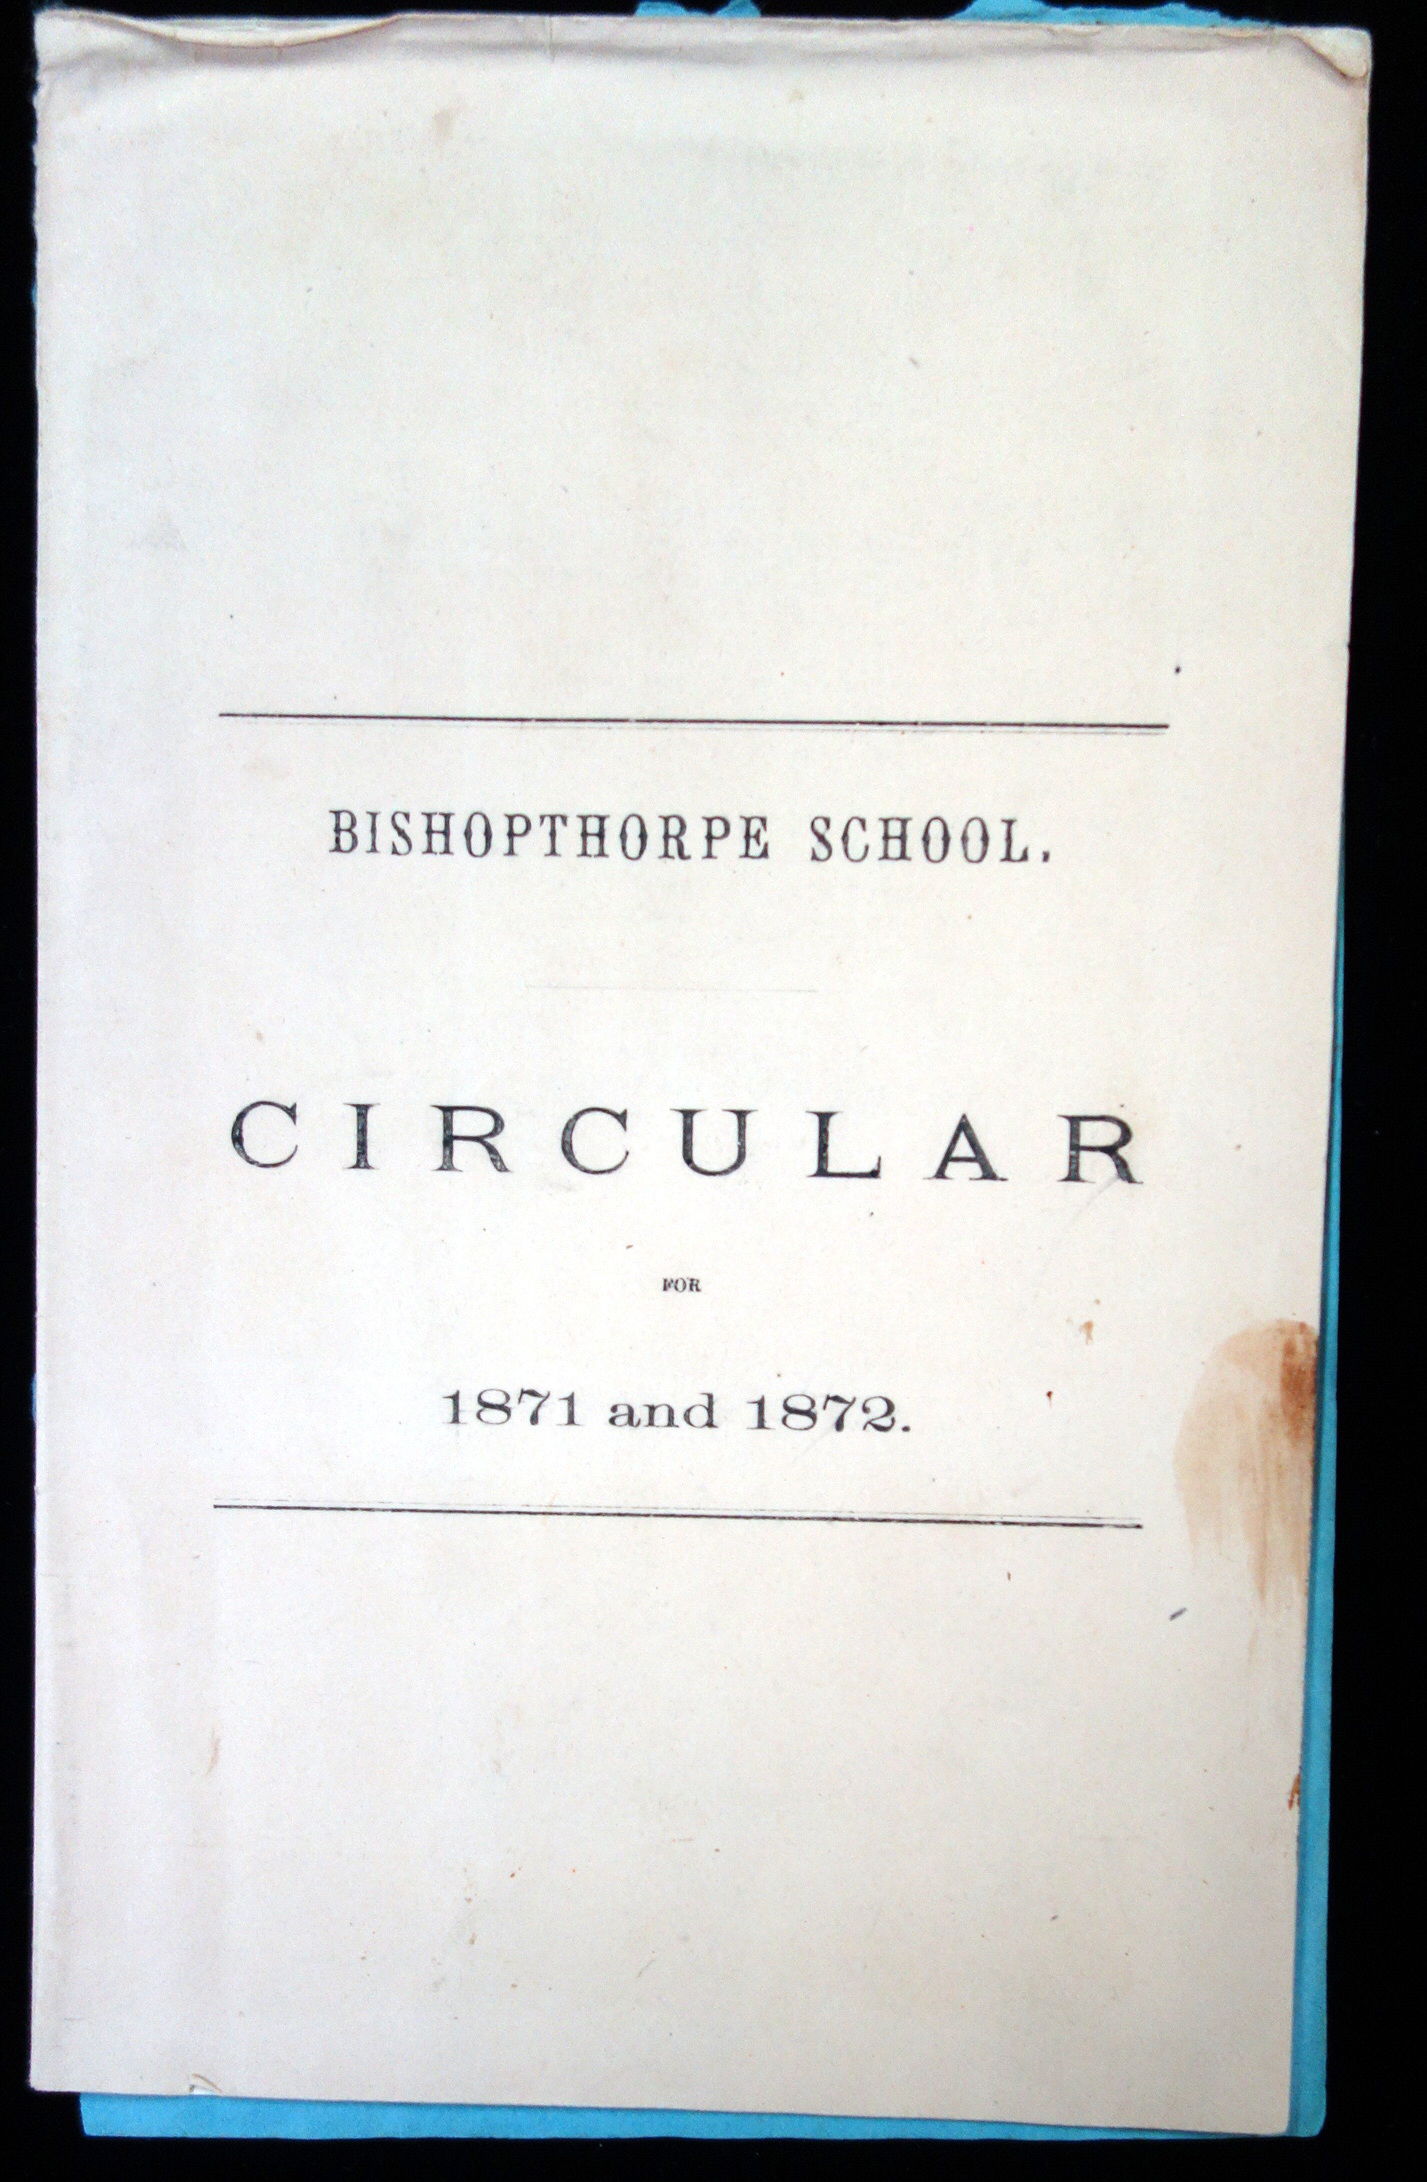 BISHOPTHORPE SCHOOL.
CIRCULAR
FOR
1871 and 1872.